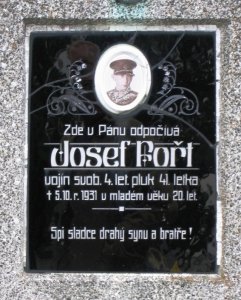 Zde v Pánu odpočívá
Josef Fořt
vojín svob. 4. let. pluk 41. letka
† 5.10. r. 1931 v mladém věku 20. let.
Spi sladce drahý synu a bratře!